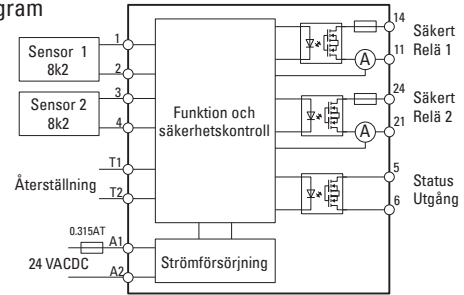 gram
Sensor 1
8k2
1
2
Sensor 2
8k2
3
4
Återställning
T1
T2
0.315AT
A1
24 VACDC
A2
Funktion och
säkerhetskontroll
Strömförsörjning
14
A
11
Säkert
Relä 1
24
A
21
Säkert
Relä 2
5
6
Status
Utgång